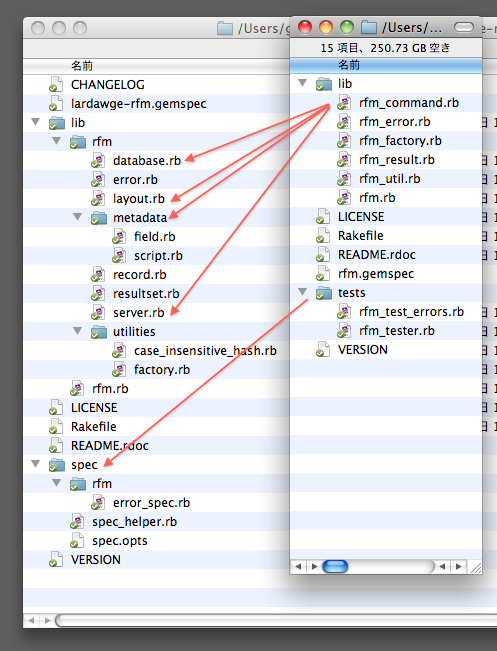 /Users/g
名前
CHANGELOG
lardawge-rfm.gemspec
lib
rfm
database.rb
error.rb
layout.rb
metadata
field.rb
script.rb
record.rb
resultset.rb
server.rb
utilities
case_insensitive_hash.rb
factory.rb
rfm.rb
LICENSE
Rakefile
README.rdoc
spec
rfm
error_spec.rb
spec_helper.rb
spec.opts
VERSION
/Users/...
15 項目、250.73 GB 空き
名前
lib
rfm_command.rb
rfm_error.rb
rfm_factory.rb
rfm_result.rb
rfm_util.rb
rfm.rb
LICENSE
Rakefile
README.rdoc
rfm.gemspec
tests
rfm_test_errors.rb
rfm_tester.rb
VERSION